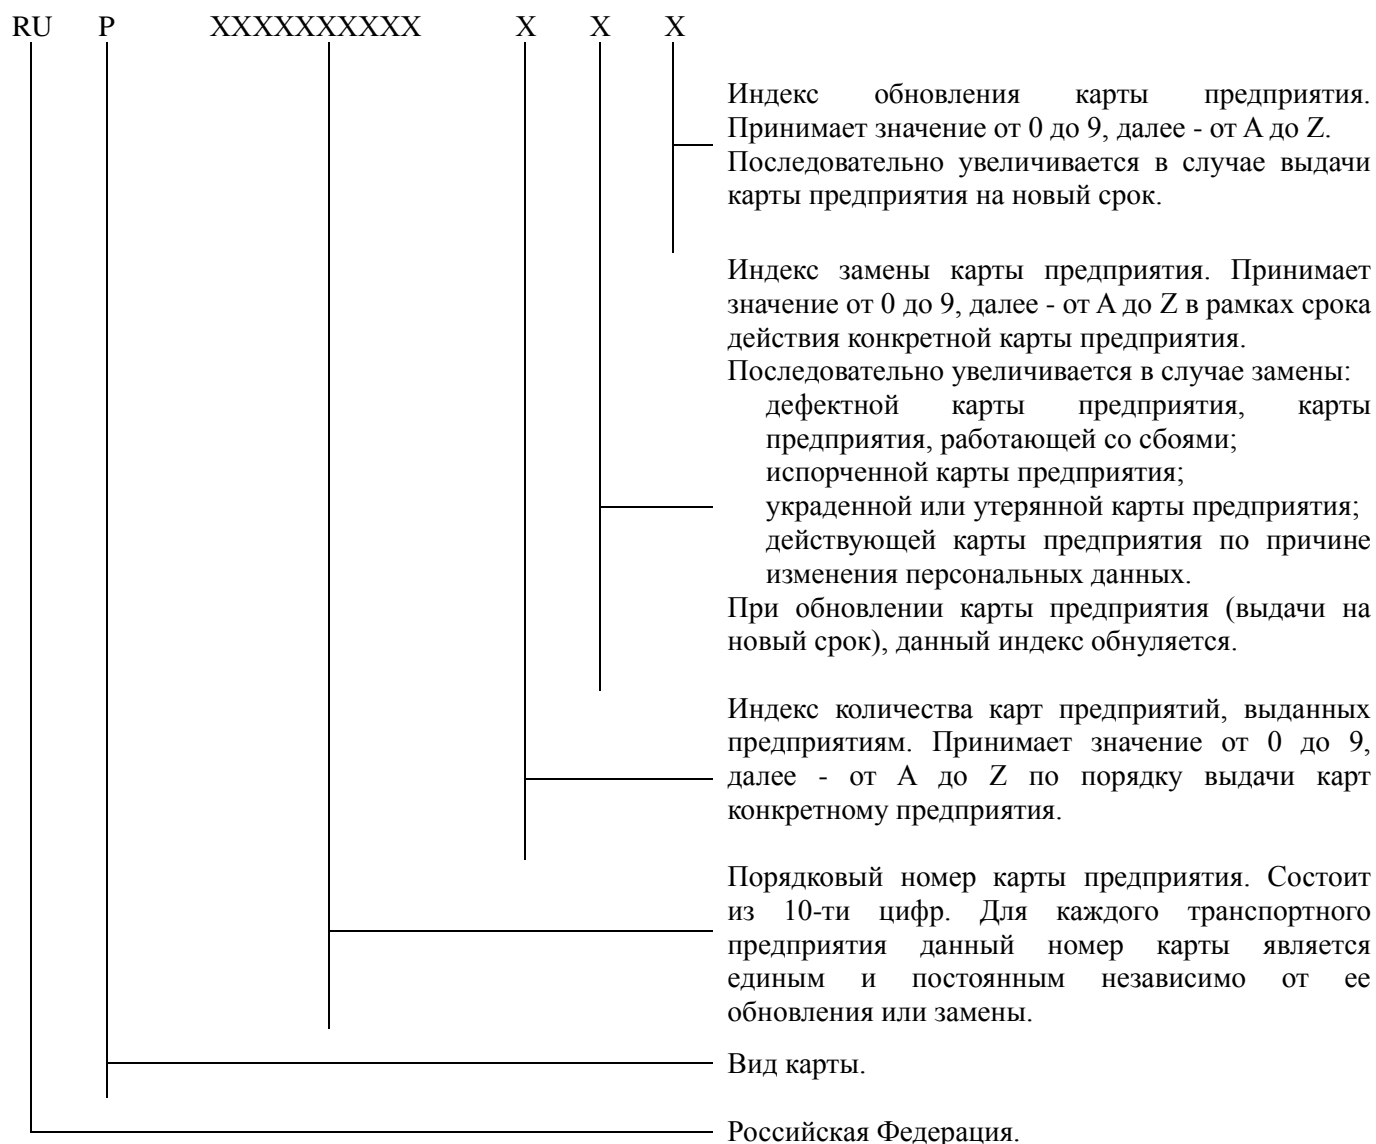 RU P XXXXXXXXXX X X X
Индекс обновления карты предприятия.
Принимает значение от 0 до 9, далее - от A до Z.
Последовательно увеличивается в случае выдачи
карты предприятия на новый срок.
Индекс замены карты предприятия. Принимает
значение от 0 до 9, далее - от A до Z в рамках срока
действия конкретной карты предприятия.
Последовательно увеличивается в случае замены:
дефектной карты предприятия, карты
предприятия, работающей со сбоями;
испорченной карты предприятия;
украденной или утерянной карты предприятия;
действующей карты предприятия по причине
изменения персональных данных.
При обновлении карты предприятия (выдачи на
новый срок), данный индекс обнуляется.
Индекс количества карт предприятий, выданных
предприятиям. Принимает значение от 0 до 9,
далее - от A до Z по порядку выдачи карт
конкретному предприятия.
Порядковый номер карты предприятия. Состоит
из 10-ти цифр. Для каждого транспортного
предприятия данный номер карты является
единым и постоянным независимо от ее
обновления или замены.
Вид карты.
Российская Федерация.